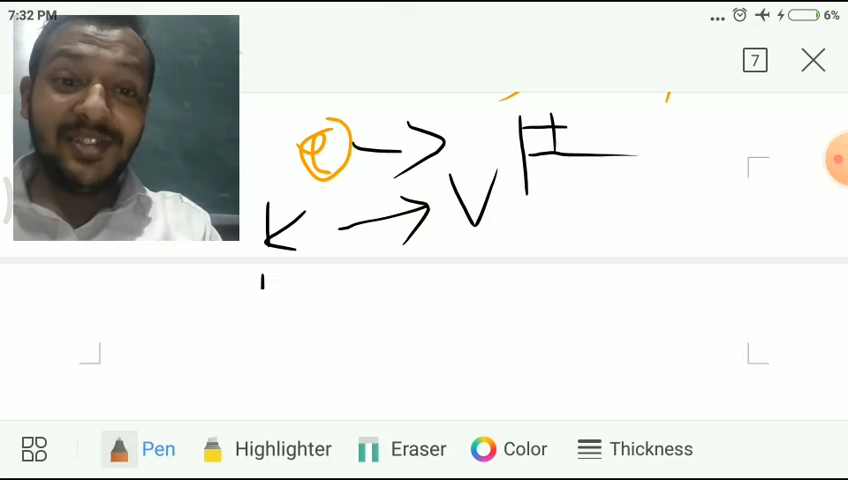 7:32 PM 6%
7
e →
K → V
Pen Highlighter Eraser Color Thickness